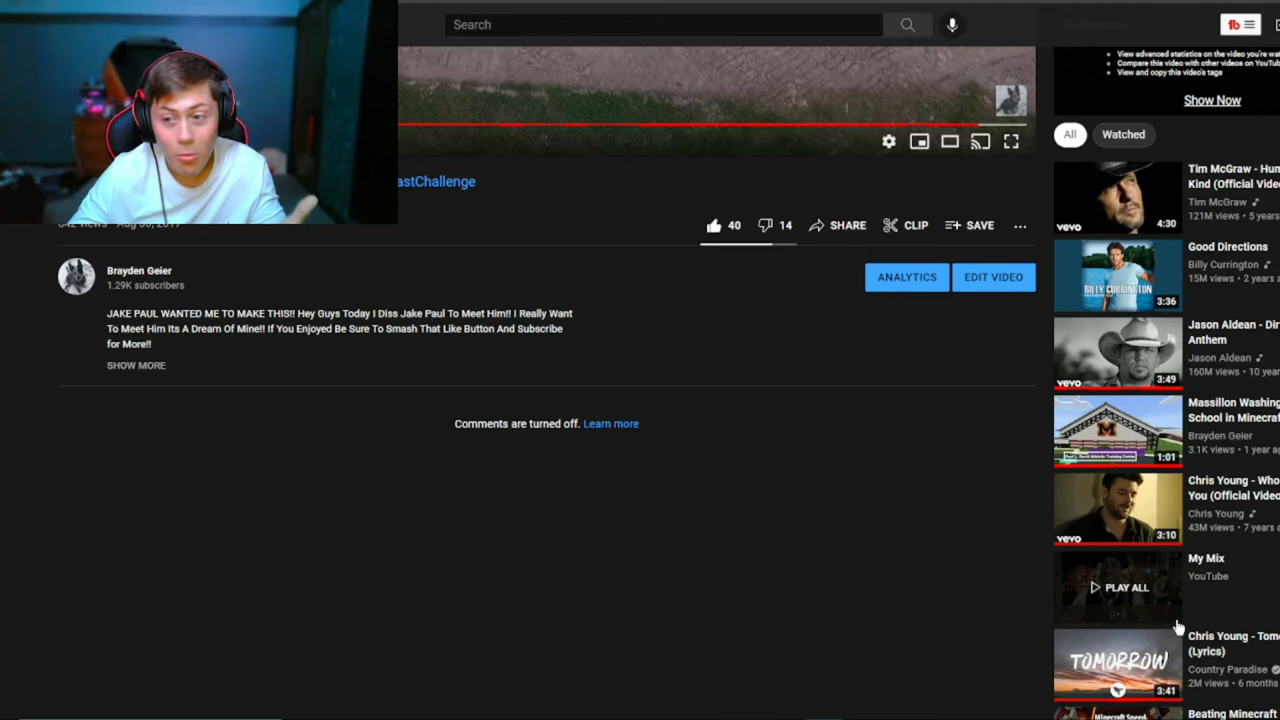 Search
tb
View advanced statistics on the video you're wa
Compare this video with other videos on YouTub
View and copy this video's tags
Show Now
All
Watched
astChallenge
40
14
SHARE
CLIP
SAVE
Brayden Geier
1.29K subscribers
ANALYTICS
EDIT VIDEO
JAKE PAUL WANTED ME TO MAKE THIS!! Hey Guys Today I Diss Jake Paul To Meet Him!! I Really Want
To Meet Him Its A Dream Of Mine!! If You Enjoyed Be Sure To Smash That Like Button And Subscribe
for More!!
SHOW MORE
Comments are turned off. Learn more
vevo
4:30
Tim McGraw - Hum
Kind (Official Vide
Tim McGraw
121M views • 5 years
BILLY CURRINGTON
3:36
Good Directions
Billy Currington
15M views • 2 years a
vevo
3:49
Jason Aldean - Dir
Anthem
Jason Aldean
160M views • 10 year
1:01
Massillon Washing
School in Minecraf
Brayden Geier
3.1K views • 1 year ag
vevo
3:10
Chris Young - Who
You (Official Video
Chris Young
43M views • 7 years
PLAY ALL
My Mix
YouTube
TOMORROW
3:41
Chris Young - Tomo
(Lyrics)
Country Paradise
2M views • 6 months
Minecraft Speed
Beating Minecraft